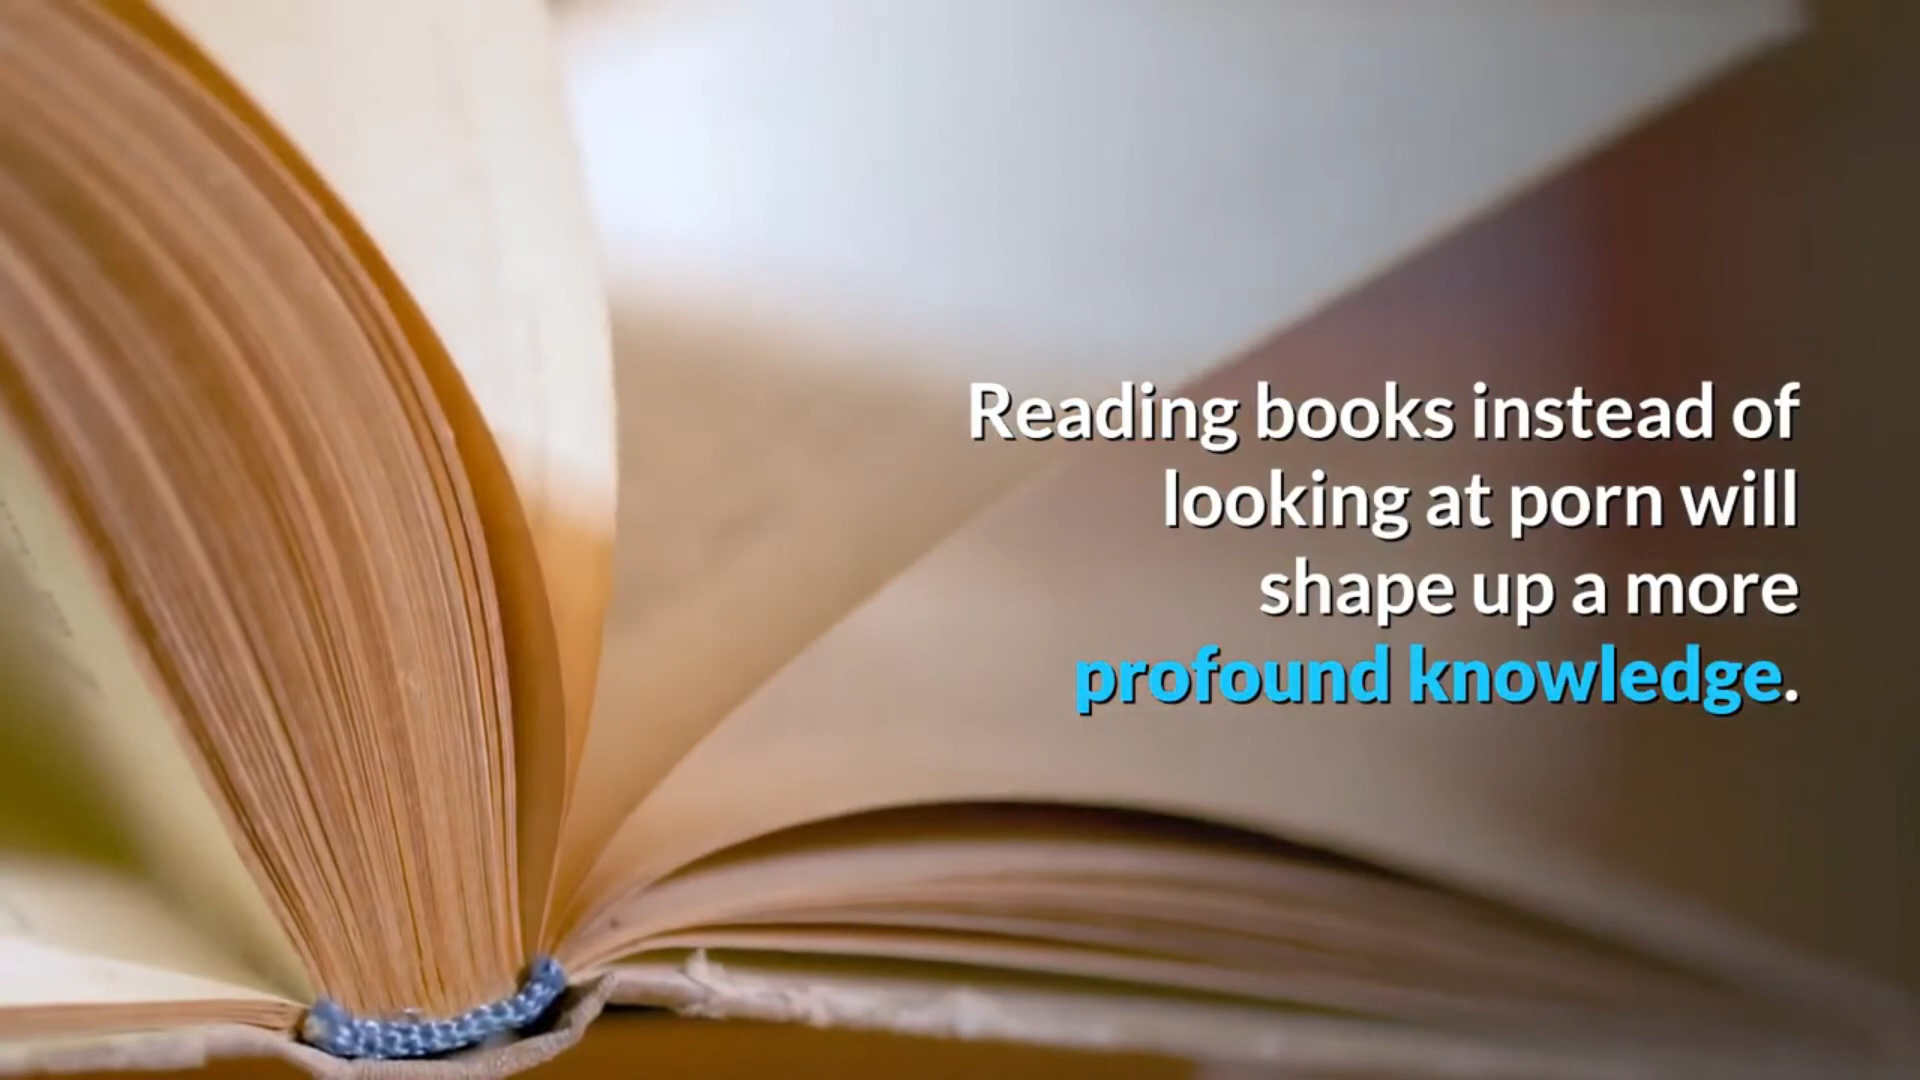 Reading books instead of
looking at porn will
shape up a more
profound knowledge.